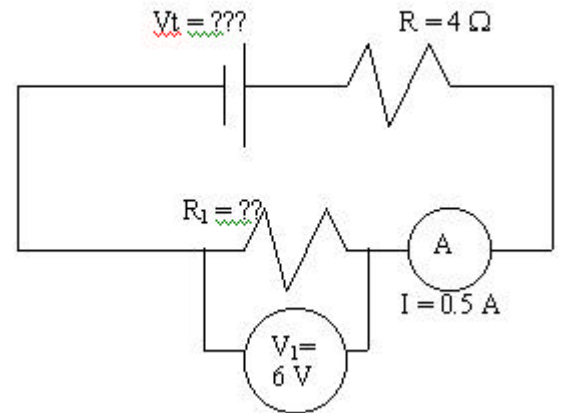 Vt = ???
R = 4 Ω
R₁ = ??
A
I = 0.5 A
V₁=
6 V